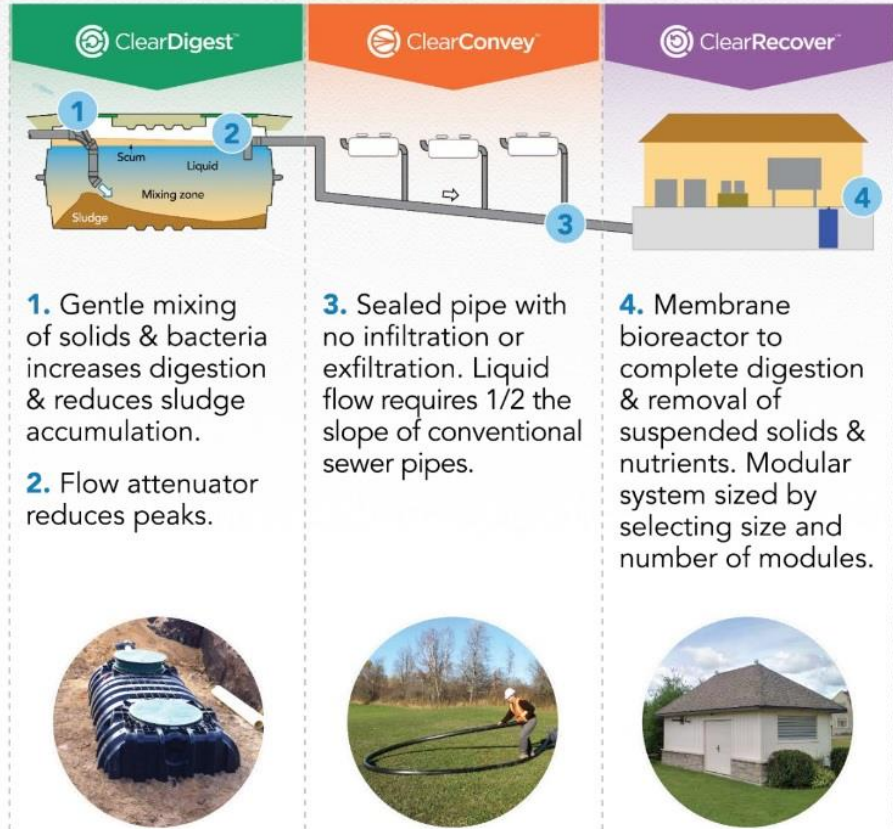 ClearDigest™
ClearConvey™
ClearRecover™
1
2
Scum
Liquid
Mixing zone
Sludge
3
4
1. Gentle mixing
of solids & bacteria
increases digestion
& reduces sludge
accumulation.
2. Flow attenuator
reduces peaks.
3. Sealed pipe with
no infiltration or
exfiltration. Liquid
flow requires 1/2 the
slope of conventional
sewer pipes.
4. Membrane
bioreactor to
complete digestion
& removal of
suspended solids &
nutrients. Modular
system sized by
selecting size and
number of modules.